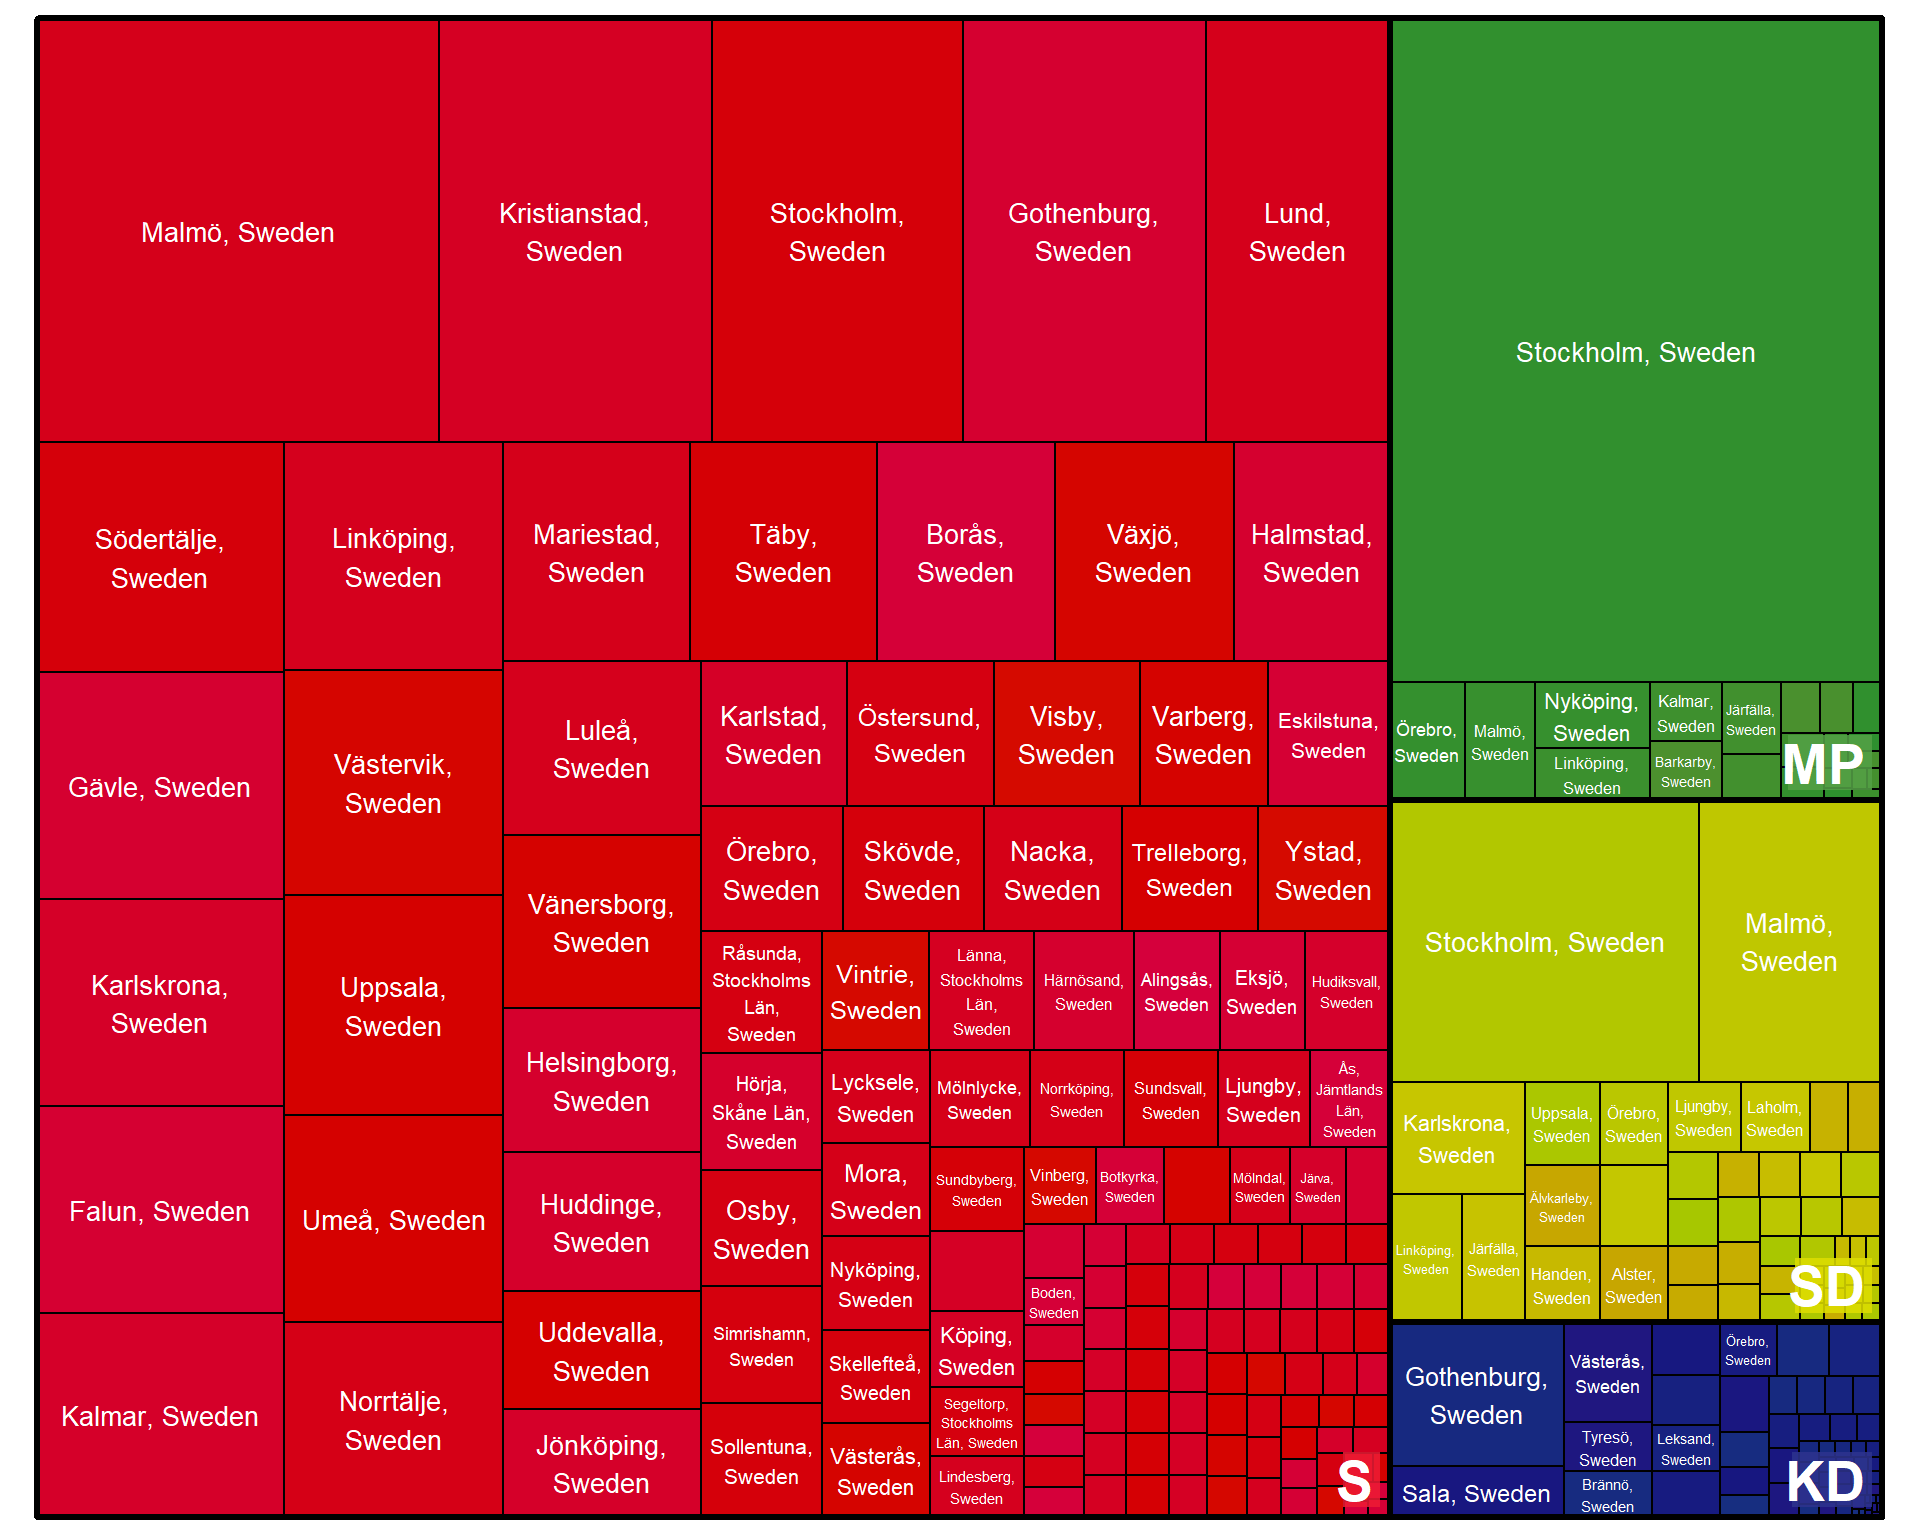 Malmö, Sweden
Kristianstad,
Sweden
Stockholm,
Sweden
Gothenburg,
Sweden
Lund,
Sweden
Södertälje,
Sweden
Linköping,
Sweden
Mariestad,
Sweden
Täby,
Sweden
Borås,
Sweden
Växjö,
Sweden
Halmstad,
Sweden
Gävle, Sweden
Karlskrona,
Sweden
Falun, Sweden
Kalmar, Sweden
Västervik,
Sweden
Uppsala,
Sweden
Umeå, Sweden
Norrtälje,
Sweden
Luleå,
Sweden
Vänersborg,
Sweden
Helsingborg,
Sweden
Huddinge,
Sweden
Uddevalla,
Sweden
Jönköping,
Sweden
Karlstad,
Sweden
Östersund,
Sweden
Visby,
Sweden
Varberg,
Sweden
Eskilstuna,
Sweden
Örebro,
Sweden
Skövde,
Sweden
Nacka,
Sweden
Trelleborg,
Sweden
Ystad,
Sweden
Råsunda,
Stockholms
Län,
Sweden
Hörja,
Skåne Län,
Sweden
Osby,
Sweden
Simrishamn,
Sweden
Sollentuna,
Sweden
Vintrie,
Sweden
Länna,
Stockholms
Län,
Sweden
Härnösand,
Sweden
Alingsås,
Sweden
Eksjö,
Sweden
Hudiksvall,
Sweden
Lycksele,
Sweden
Mora,
Sweden
Nyköping,
Sweden
Skellefteå,
Sweden
Västerås,
Sweden
Mölnlycke,
Sweden
Norrköping,
Sweden
Sundsvall,
Sweden
Ljungby,
Sweden
Ås,
Jämtlands
Län,
Sweden
Sundbyberg,
Sweden
Vinberg,
Sweden
Botkyrka,
Sweden
Mölndal,
Sweden
Järva,
Sweden
Boden,
Sweden
Köping,
Sweden
Segeltorp,
Stockholms
Län, Sweden
Lindesberg,
Sweden
S
Stockholm, Sweden
Örebro,
Sweden
Malmö,
Sweden
Nyköping,
Sweden
Linköping,
Sweden
Kalmar,
Sweden
Barkarby,
Sweden
Järfälla,
Sweden
MP
Stockholm, Sweden
Malmö,
Sweden
Karlskrona,
Sweden
Linköping,
Sweden
Järfälla,
Sweden
Uppsala,
Sweden
Örebro,
Sweden
Ljungby,
Sweden
Laholm,
Sweden
Älvkarleby,
Sweden
Handen,
Sweden
Alster,
Sweden
SD
Gothenburg,
Sweden
Sala, Sweden
Västerås,
Sweden
Tyresö,
Sweden
Brännö,
Sweden
Leksand,
Sweden
Örebro,
Sweden
KD